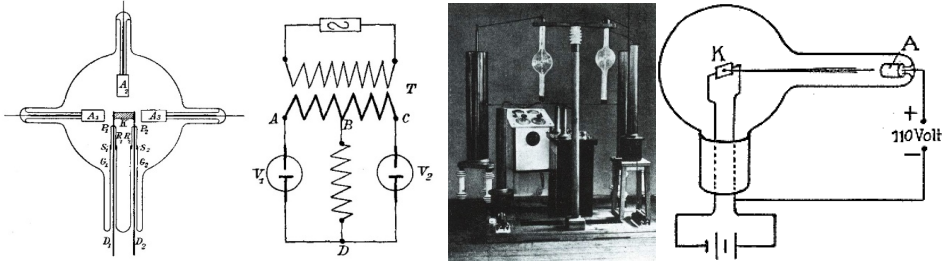 A₂
A₁
A₃
K
P₁
P₂
R₁
R₂
S₁
S₂
G₁
G₂
D₁
D₂
T
A
B
C
V₁
V₂
D
K
A
+
110 Volt
−